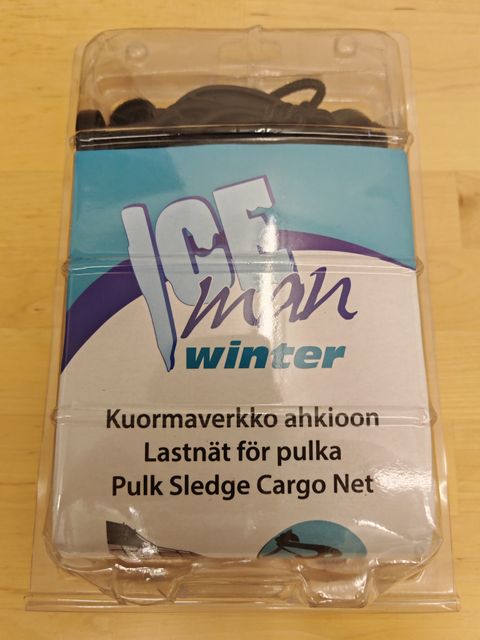 ICE
man
winter
Kuormaverkko ahkioon
Lastnät för pulka
Pulk Sledge Cargo Net